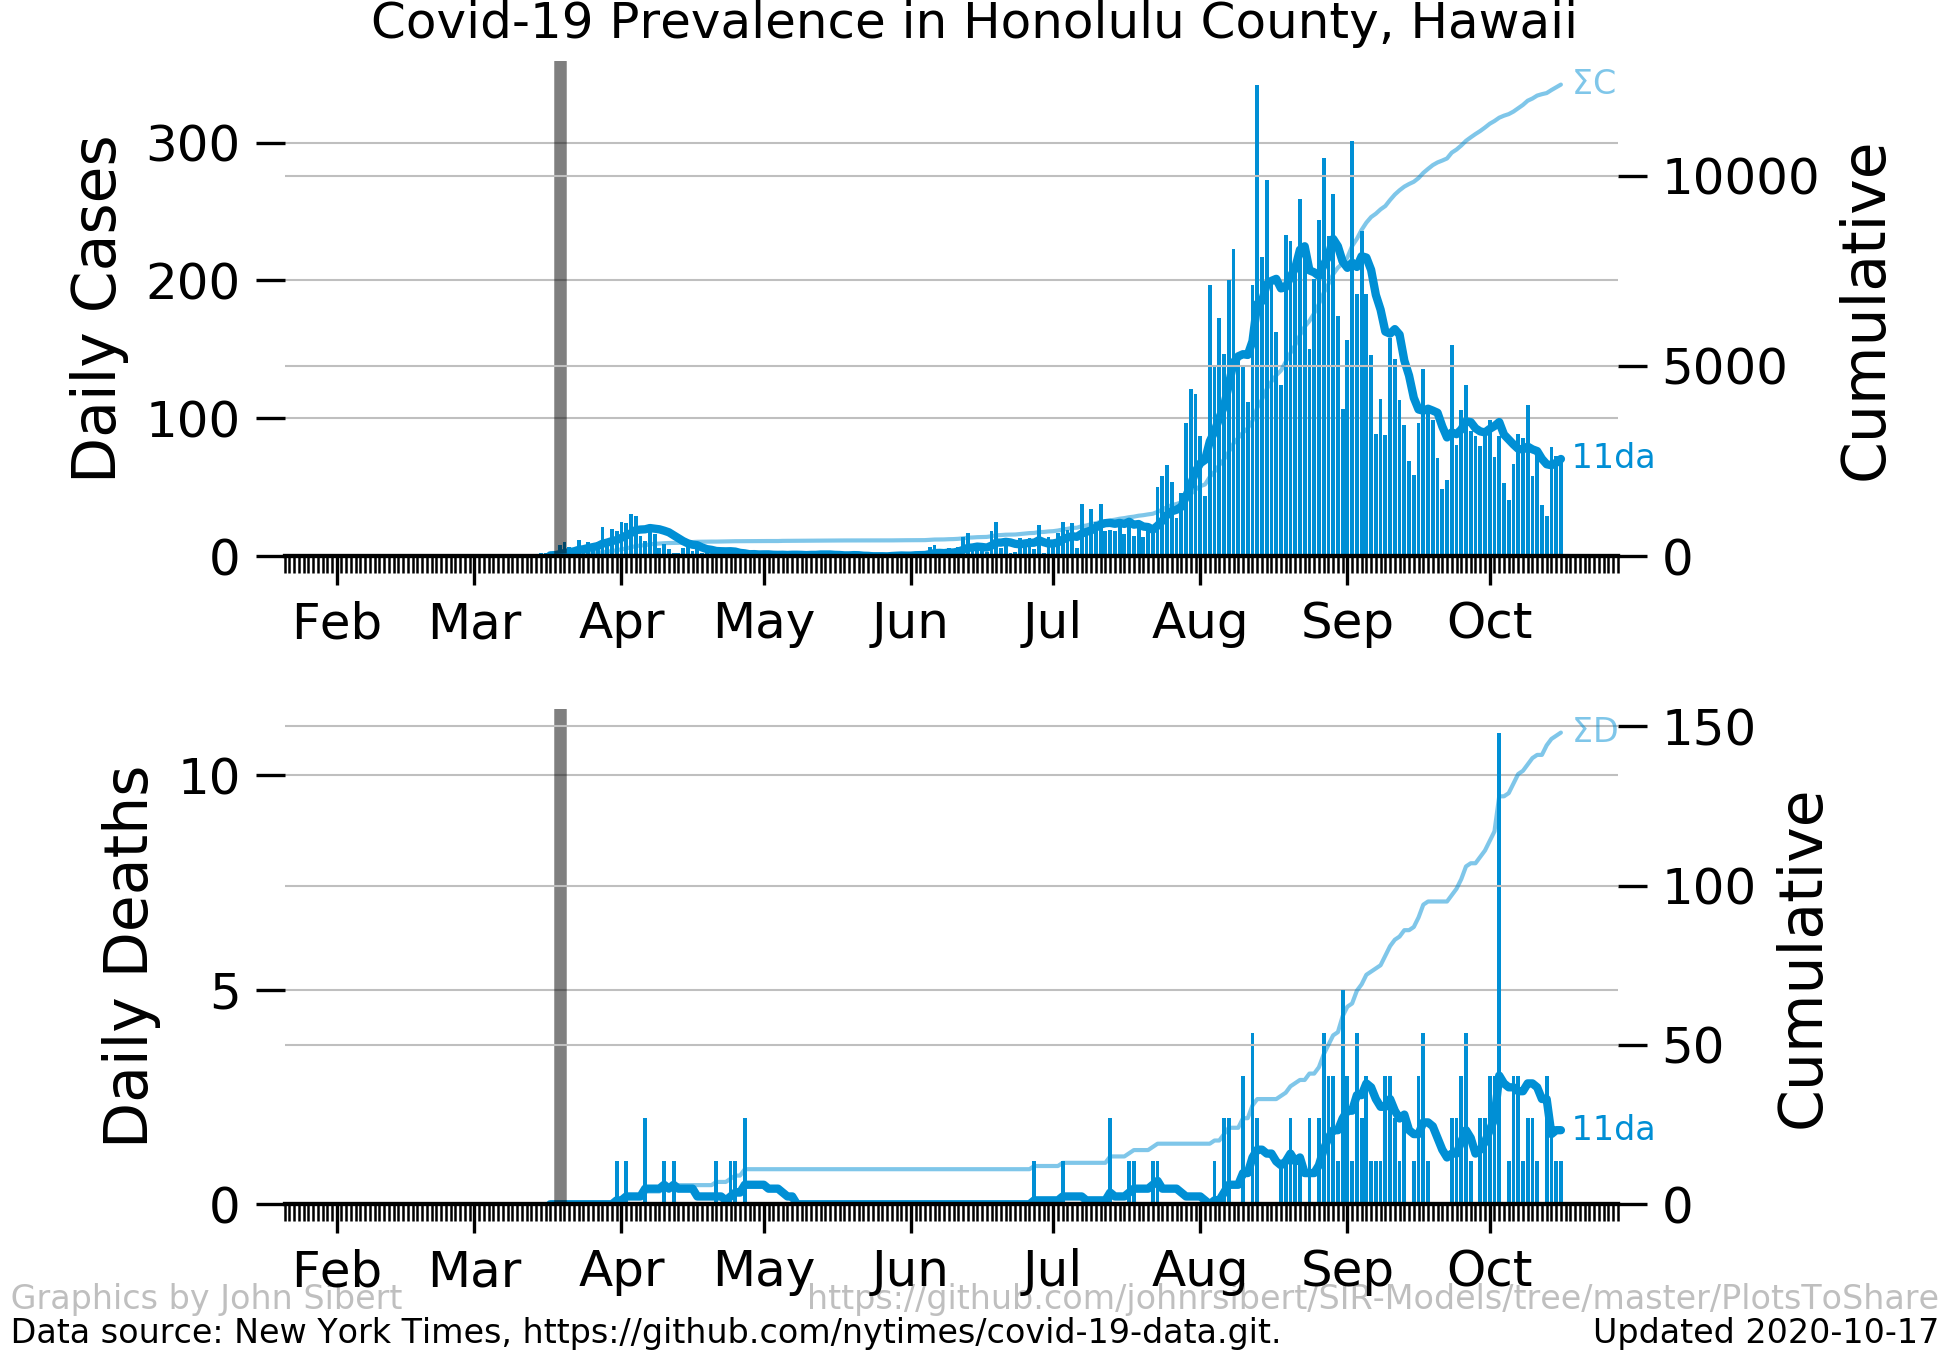 Covid-19 Prevalence in Honolulu County, Hawaii
Daily Cases
300
200
100
0
ΣC
11da
10000
5000
0
Cumulative
Feb Mar Apr May Jun Jul Aug Sep Oct
Daily Deaths
10
5
0
ΣD
11da
150
100
50
0
Cumulative
Feb Mar Apr May Jun Jul Aug Sep Oct
Graphics by John Sibert https://github.com/johnrsibert/SIR-Models/tree/master/PlotsToShare
Data source: New York Times, https://github.com/nytimes/covid-19-data.git. Updated 2020-10-17